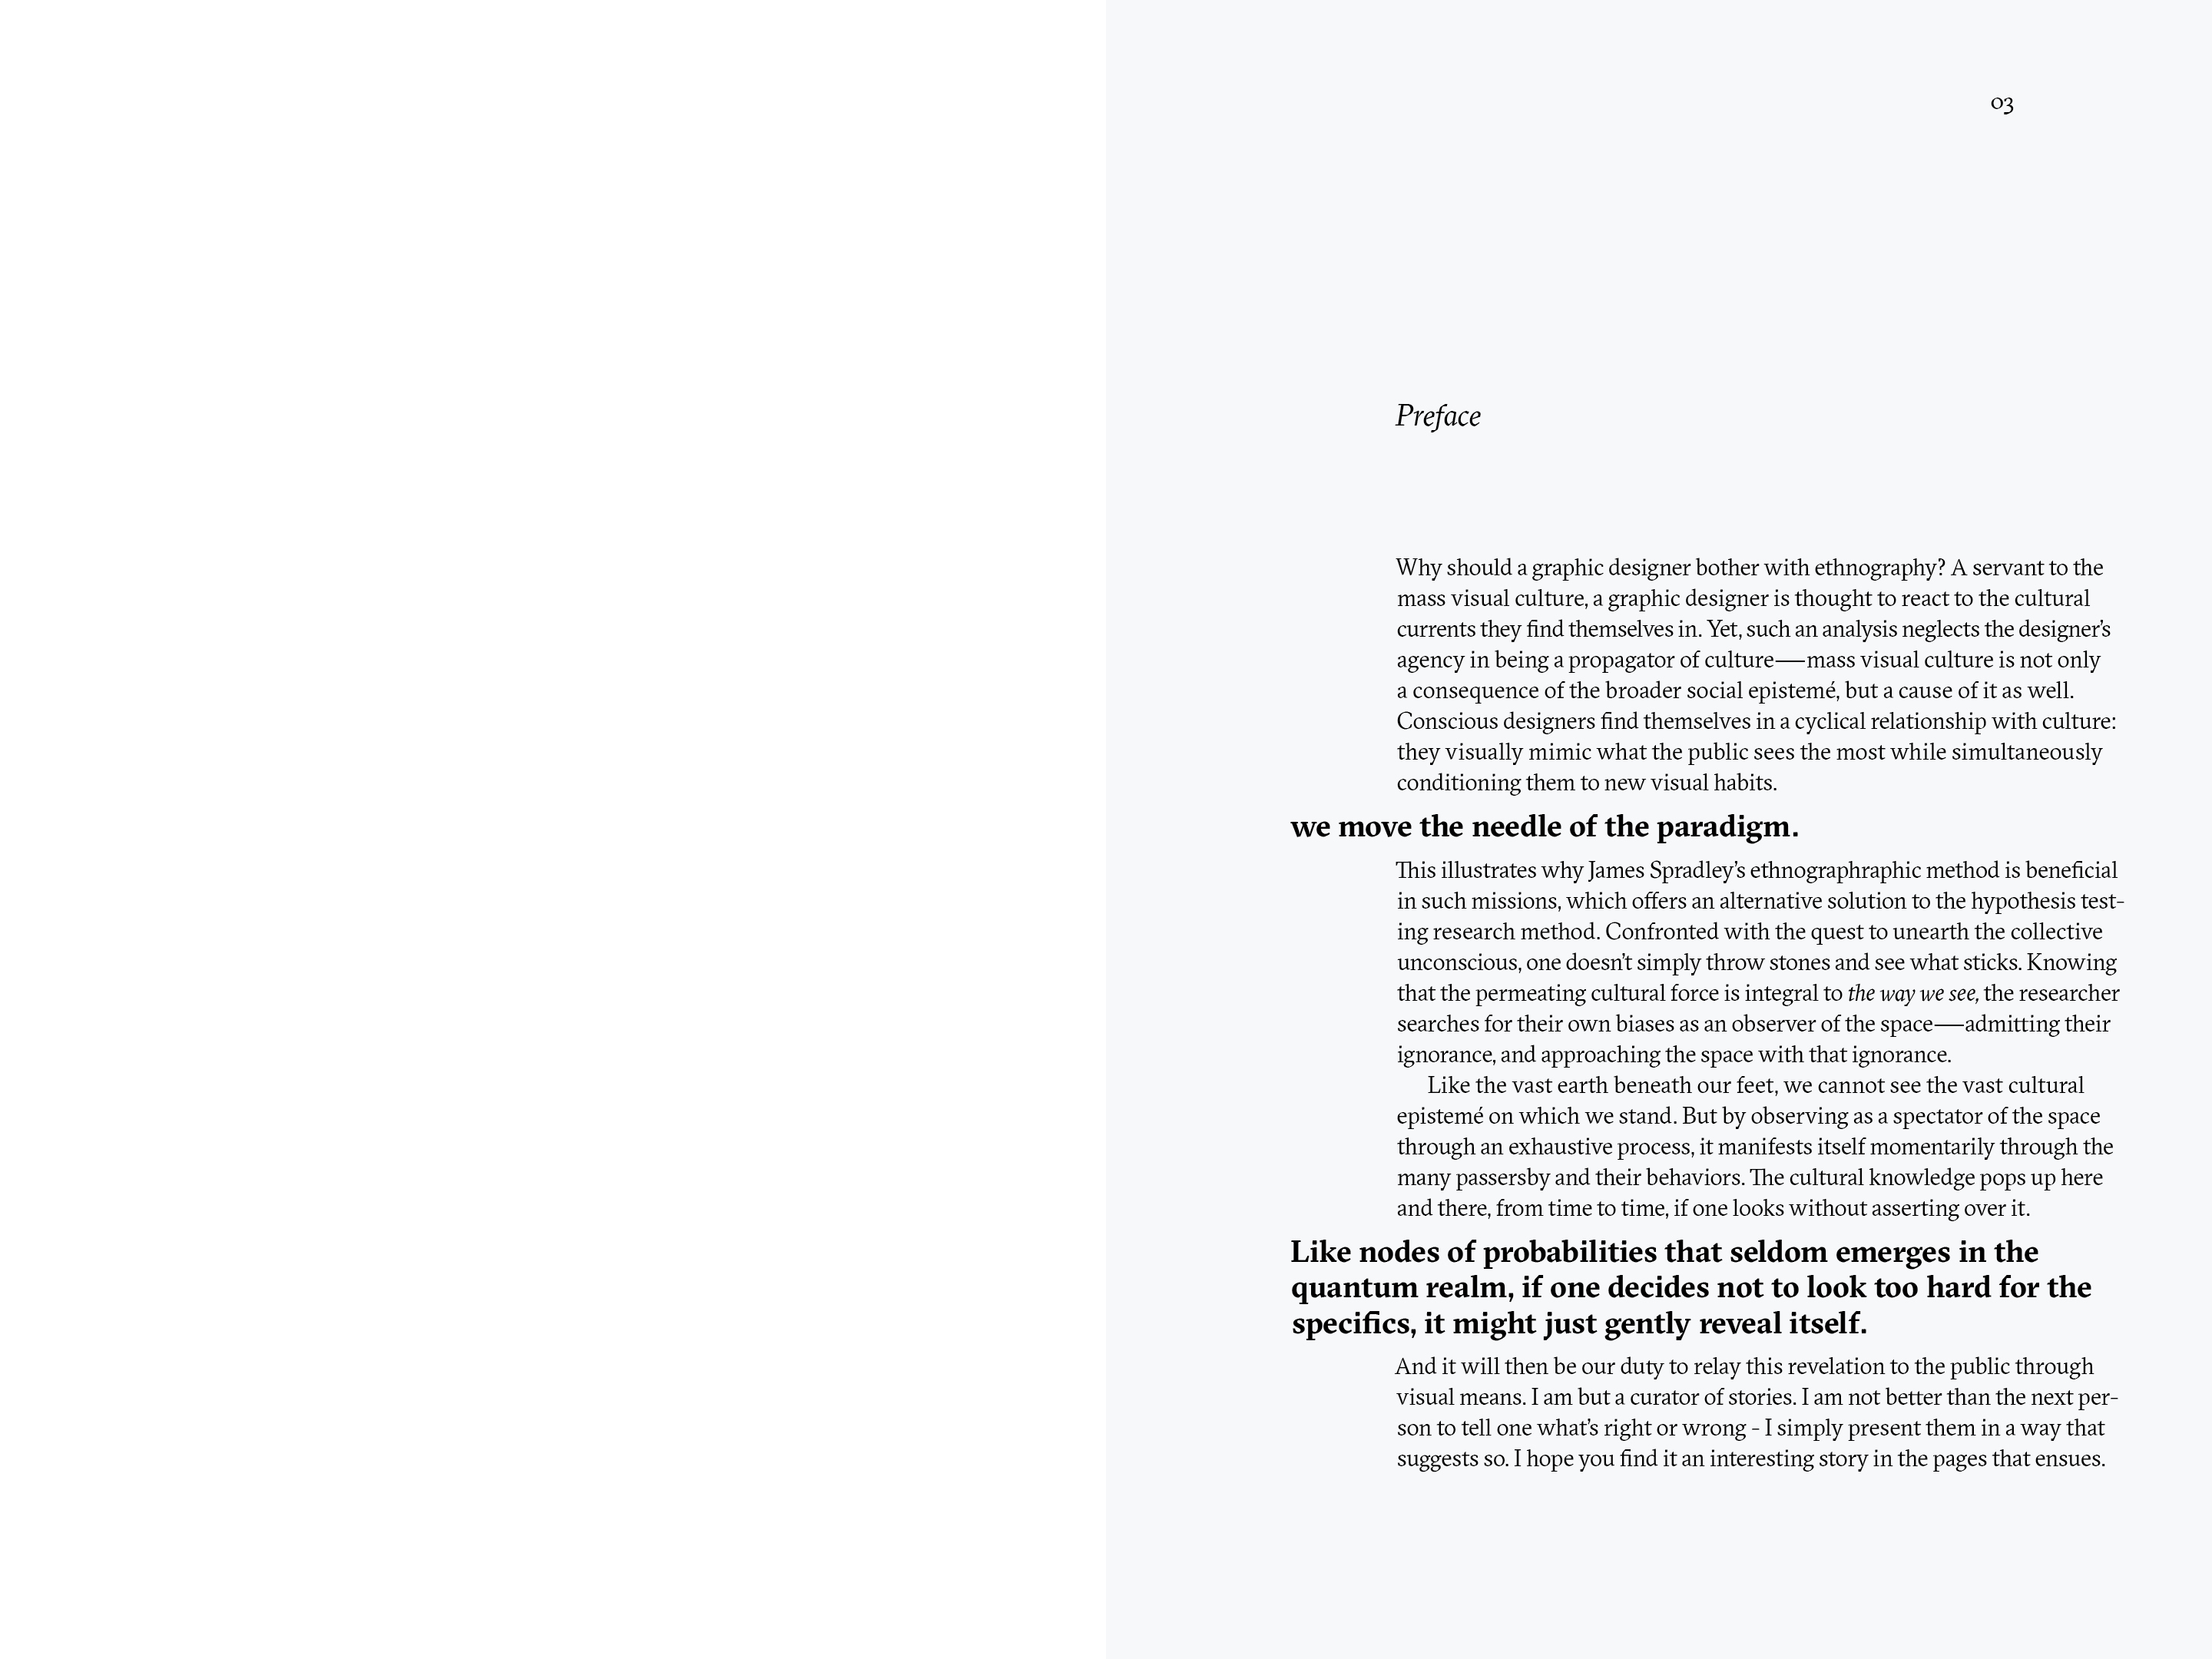 03
Preface
Why should a graphic designer bother with ethnography? A servant to the
mass visual culture, a graphic designer is thought to react to the cultural
currents they find themselves in. Yet, such an analysis neglects the designer’s
agency in being a propagator of culture—mass visual culture is not only
a consequence of the broader social epistemé, but a cause of it as well.
Conscious designers find themselves in a cyclical relationship with culture:
they visually mimic what the public sees the most while simultaneously
conditioning them to new visual habits.
we move the needle of the paradigm.
This illustrates why James Spradley’s ethnographraphic method is beneficial
in such missions, which offers an alternative solution to the hypothesis test-
ing research method. Confronted with the quest to unearth the collective
unconscious, one doesn’t simply throw stones and see what sticks. Knowing
that the permeating cultural force is integral to the way we see, the researcher
searches for their own biases as an observer of the space—admitting their
ignorance, and approaching the space with that ignorance.
Like the vast earth beneath our feet, we cannot see the vast cultural
epistemé on which we stand. But by observing as a spectator of the space
through an exhaustive process, it manifests itself momentarily through the
many passersby and their behaviors. The cultural knowledge pops up here
and there, from time to time, if one looks without asserting over it.
Like nodes of probabilities that seldom emerges in the
quantum realm, if one decides not to look too hard for the
specifics, it might just gently reveal itself.
And it will then be our duty to relay this revelation to the public through
visual means. I am but a curator of stories. I am not better than the next per-
son to tell one what’s right or wrong - I simply present them in a way that
suggests so. I hope you find it an interesting story in the pages that ensues.